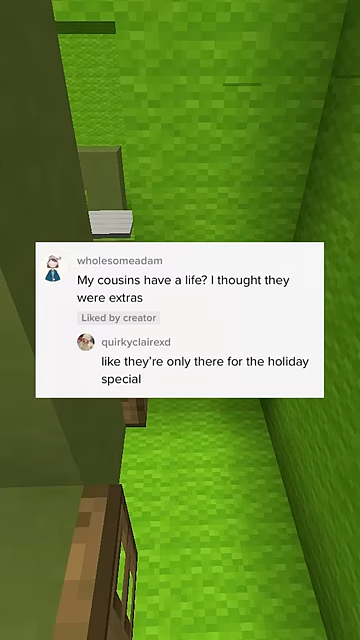 wholesomeadam
My cousins have a life? I thought they
were extras
Liked by creator
quirkyclairexd
like they're only there for the holiday
special